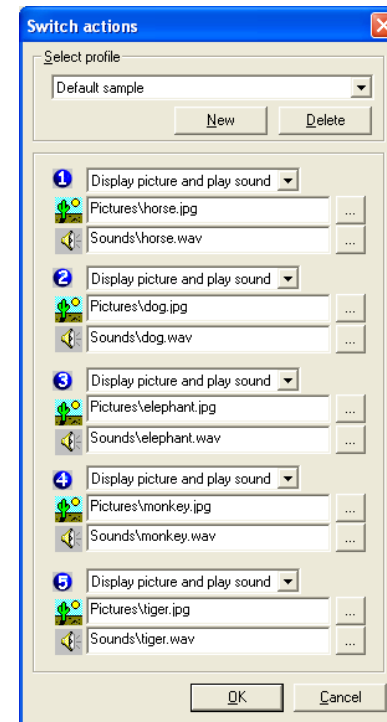 Switch actions
Select profile
Default sample
New Delete
1 Display picture and play sound
Pictures\horse.jpg ...
Sounds\horse.wav ...
2 Display picture and play sound
Pictures\dog.jpg ...
Sounds\dog.wav ...
3 Display picture and play sound
Pictures\elephant.jpg ...
Sounds\elephant.wav ...
4 Display picture and play sound
Pictures\monkey.jpg ...
Sounds\monkey.wav ...
5 Display picture and play sound
Pictures\tiger.jpg ...
Sounds\tiger.wav ...
OK Cancel